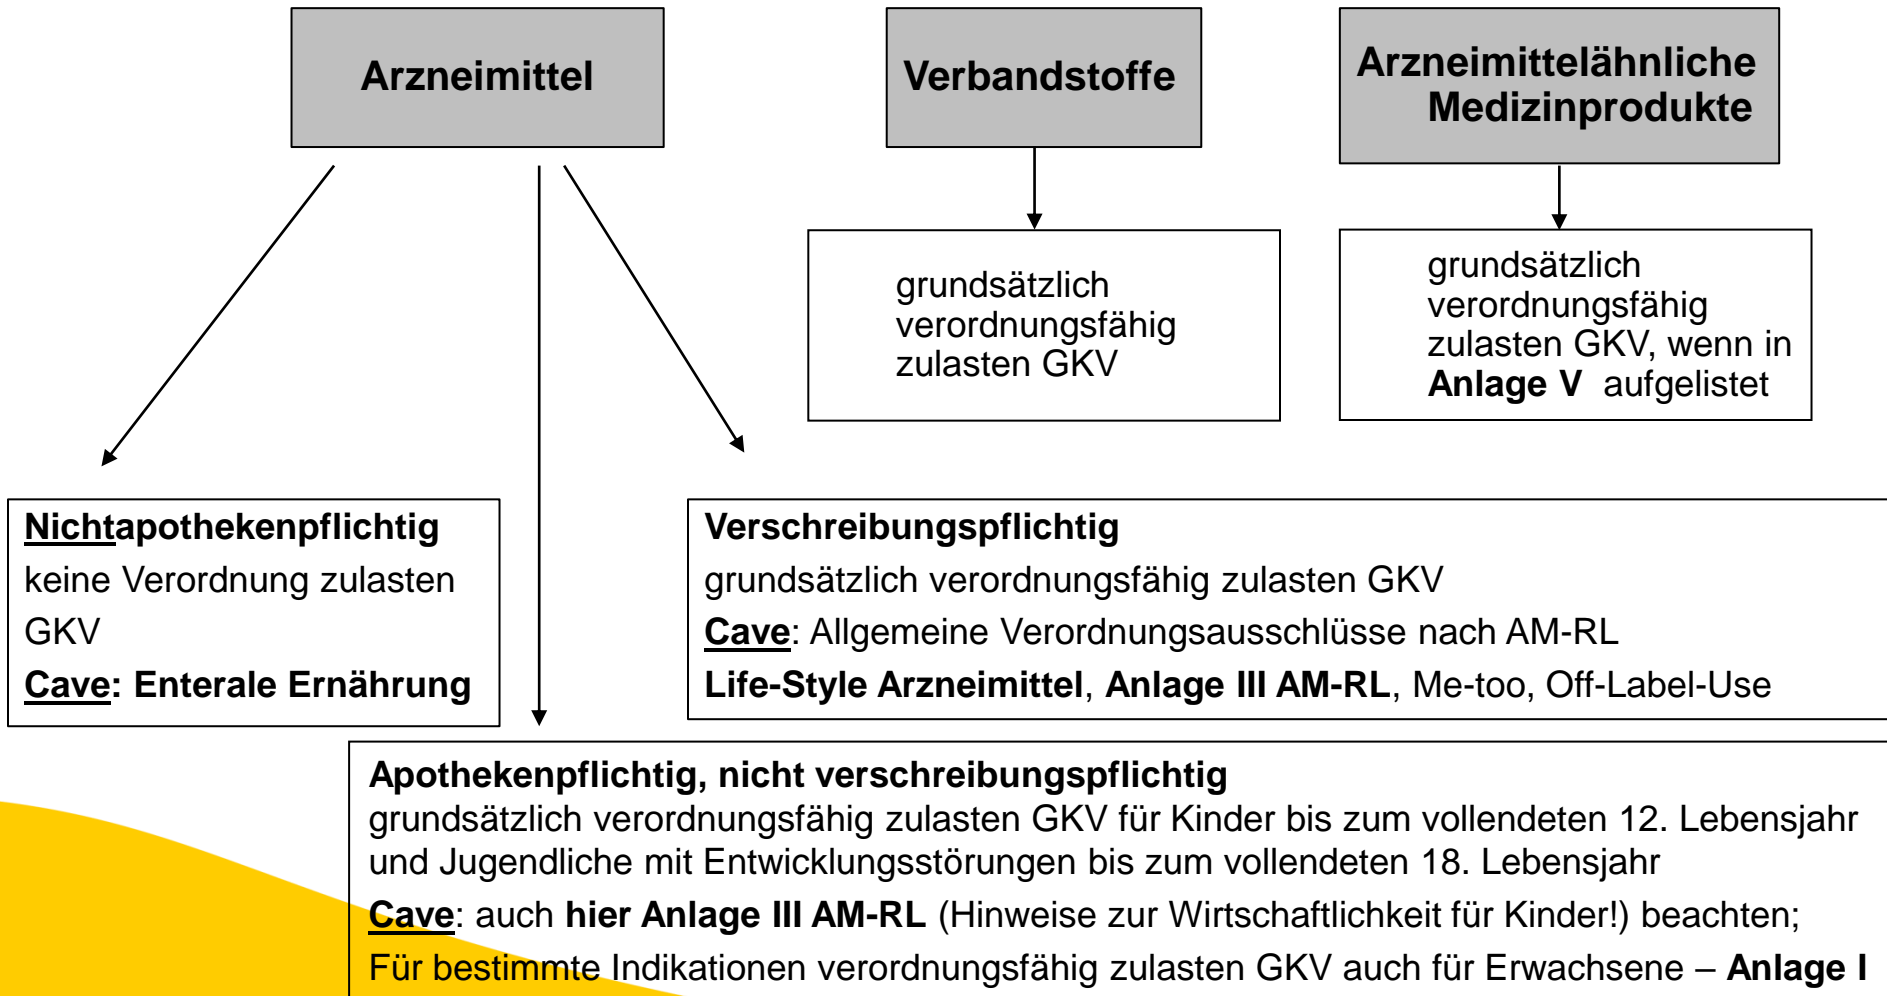 Arzneimittel
Verbandstoffe
Arzneimittelähnliche
Medizinprodukte
grundsätzlich
verordnungsfähig
zulasten GKV
grundsätzlich
verordnungsfähig
zulasten GKV, wenn in
Anlage V aufgelistet
Nichtapothekenpflichtig
keine Verordnung zulasten
GKV
Cave: Enterale Ernährung
Verschreibungspflichtig
grundsätzlich verordnungsfähig zulasten GKV
Cave: Allgemeine Verordnungsausschlüsse nach AM-RL
Life-Style Arzneimittel, Anlage III AM-RL, Me-too, Off-Label-Use
Apothekenpflichtig, nicht verschreibungspflichtig
grundsätzlich verordnungsfähig zulasten GKV für Kinder bis zum vollendeten 12. Lebensjahr
und Jugendliche mit Entwicklungsstörungen bis zum vollendeten 18. Lebensjahr
Cave: auch hier Anlage III AM-RL (Hinweise zur Wirtschaftlichkeit für Kinder!) beachten;
Für bestimmte Indikationen verordnungsfähig zulasten GKV auch für Erwachsene – Anlage I